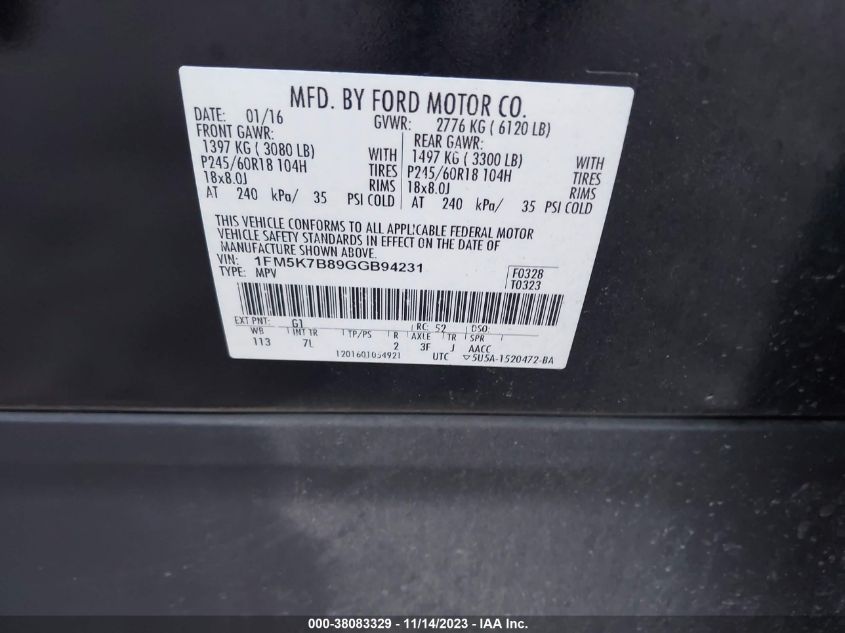 MFD. BY FORD MOTOR CO.
DATE: 01/16 GVWR: 2776 KG ( 6120 LB)
FRONT GAWR: REAR GAWR:
1397 KG ( 3080 LB) WITH 1497 KG ( 3300 LB) WITH
P245/60R18 104H TIRES P245/60R18 104H TIRES
18x8.0J RIMS 18x8.0J RIMS
AT 240 kPa/ 35 PSI COLD AT 240 kPa/ 35 PSI COLD
THIS VEHICLE CONFORMS TO ALL APPLICABLE FEDERAL MOTOR
VEHICLE SAFETY STANDARDS IN EFFECT ON THE DATE OF
MANUFACTURE SHOWN ABOVE.
VIN: 1FM5K7B89GGB94231 F0328
TYPE: MPV T0323
EXT PNT: G1 RC: 52 DSO:
WB INT TR TP/PS R AXLE TR SPR
113 7L 2 3F J AACC
12016Q1054921 UTC ▽5U5A-1520472-BA
000-38083329 - 11/14/2023 - IAA Inc.